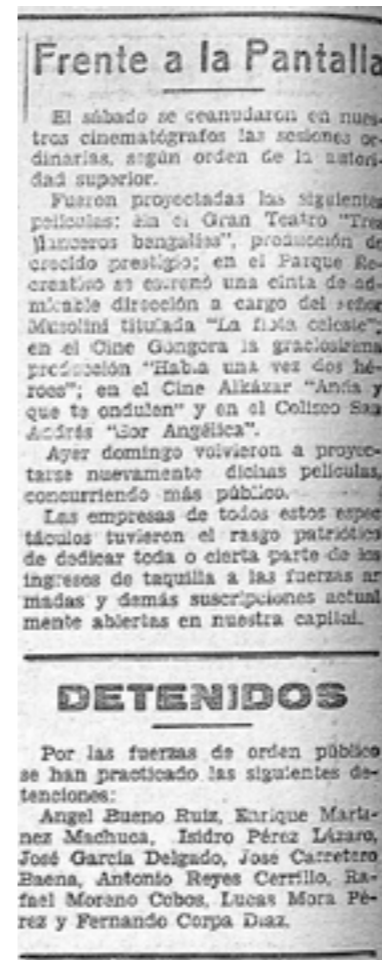 Frente a la Pantalla
El sábado se reanudaron en nues-
tros cinematógrafos las sesiones or-
dinarias, según orden de la autori-
dad superior.
Fueron proyectadas las siguientes
películas: En el Gran Teatro "Tres
lanceros bengalíes", producción de
crecido prestigio; en el Parque Re-
creativo se estrenó una cinta de ad-
mirable dirección a cargo del señor
Musolini titulada "La flota celeste";
en el Cine Góngora la graciosísima
producción "Había una vez dos hé-
roes"; en el Cine Alkázar "Anda y
que te ondulen" y en el Coliseo San
Andrés "Sor Angélica".
Ayer domingo volvieron a proyec-
tarse nuevamente dichas películas,
concurriendo más público.
Las empresas de todos estos espec-
táculos tuvieron el rasgo patriótico
de dedicar toda o cierta parte de los
ingresos de taquilla a las fuerzas ar
madas y demás suscripciones actual
mente abiertas en nuestra capital.
DETENIDOS
Por las fuerzas de orden público
se han practicado las siguientes de-
tenciones:
Angel Bueno Ruiz, Enrique Martí-
nez Machuca, Isidro Pérez Lázaro,
José García Delgado, José Carretero
Baena, Antonio Reyes Cerrillo, Ra-
fael Moreno Cobos, Lucas Mora Pé-
rez y Fernando Corpa Díaz.